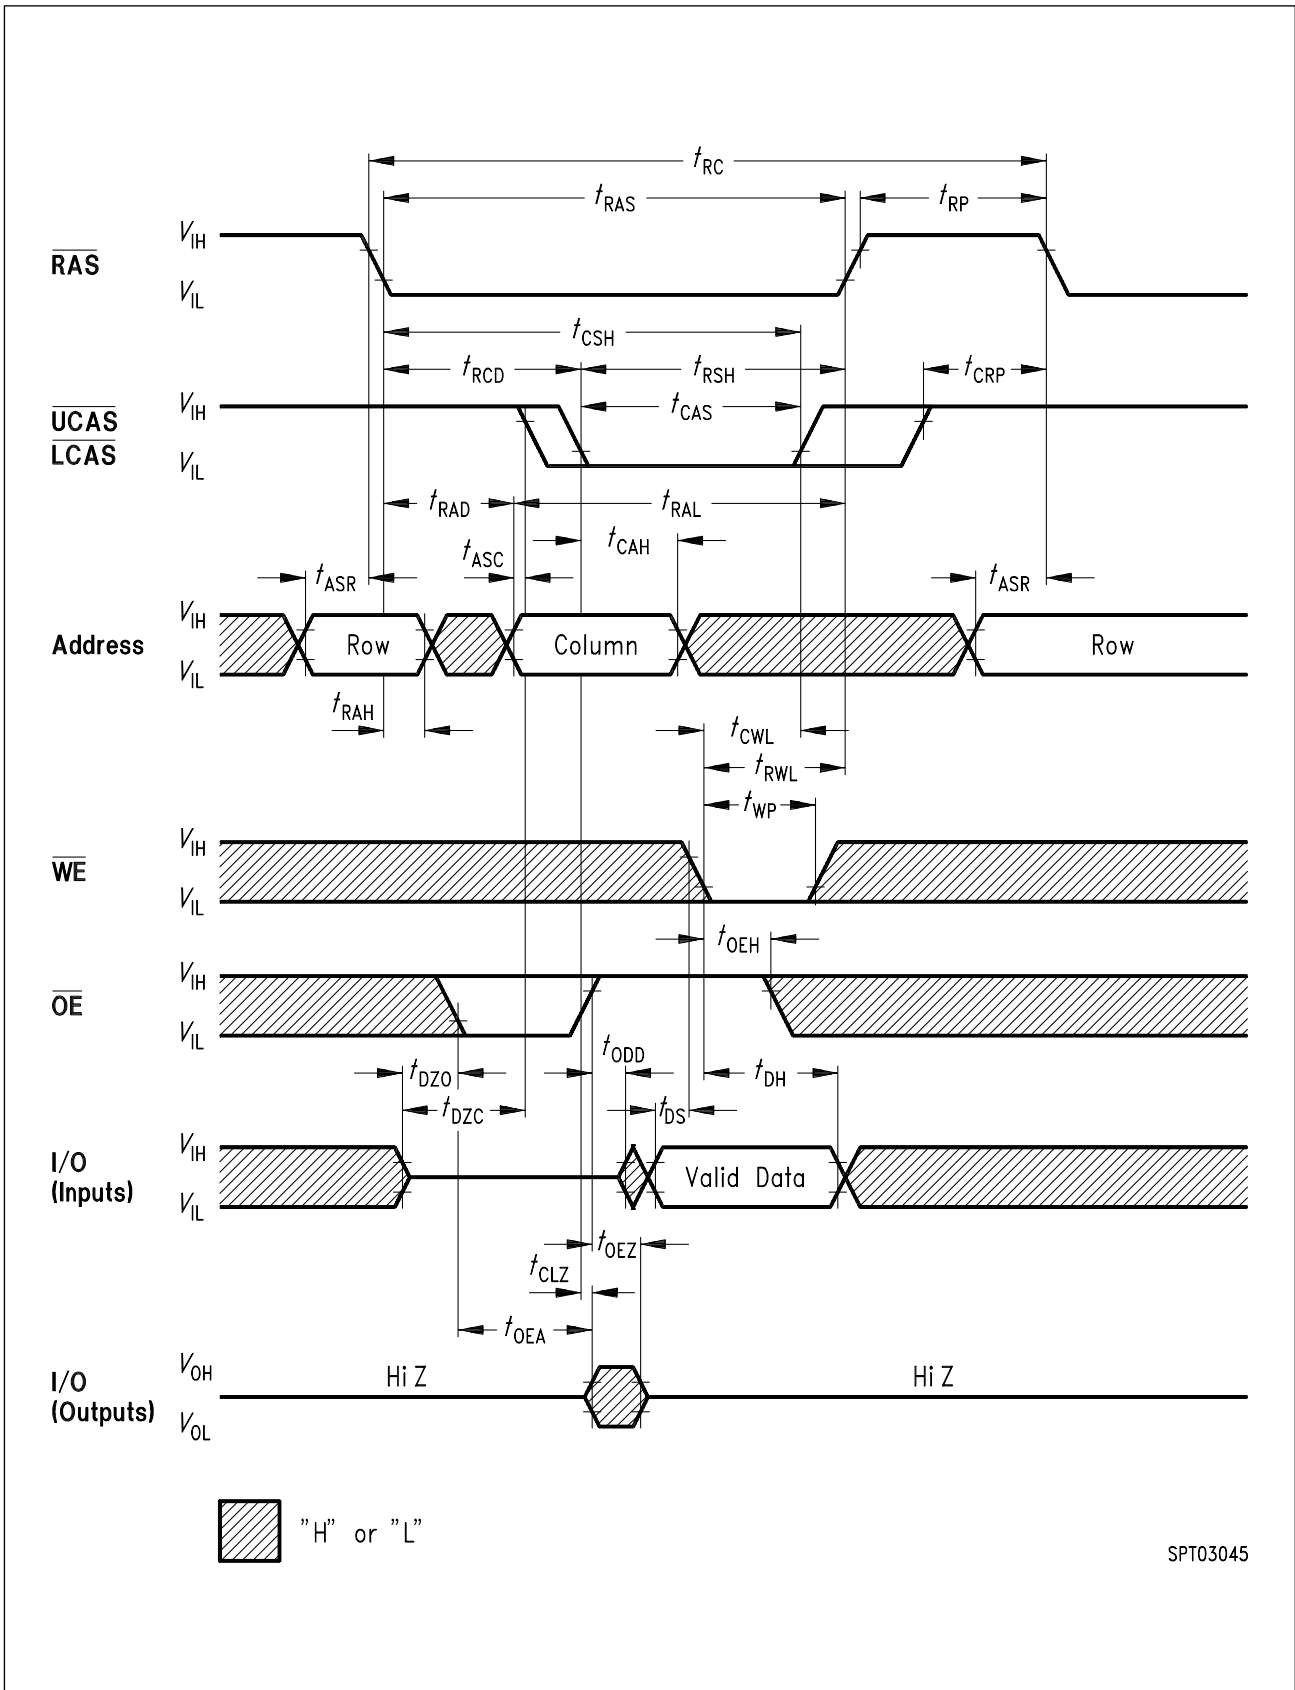 tRC
tRAS
tRP
RAS
VIH
VIL
tCSH
tRCD
tRSH
tCRP
UCAS
LCAS
VIH
tCAS
VIL
tRAD
tRAL
tASC
tCAH
tASR
tASR
Address
VIH
VIL
Row
Column
Row
tRAH
tCWL
tRWL
tWP
WE
VIH
VIL
tOEH
OE
VIH
VIL
tODD
tDZO
tDH
tDZC
tDS
I/O
(Inputs)
VIH
VIL
Valid Data
tOEZ
tCLZ
tOEA
I/O
(Outputs)
VOH
VOL
Hi Z
Hi Z
"H" or "L"
SPT03045